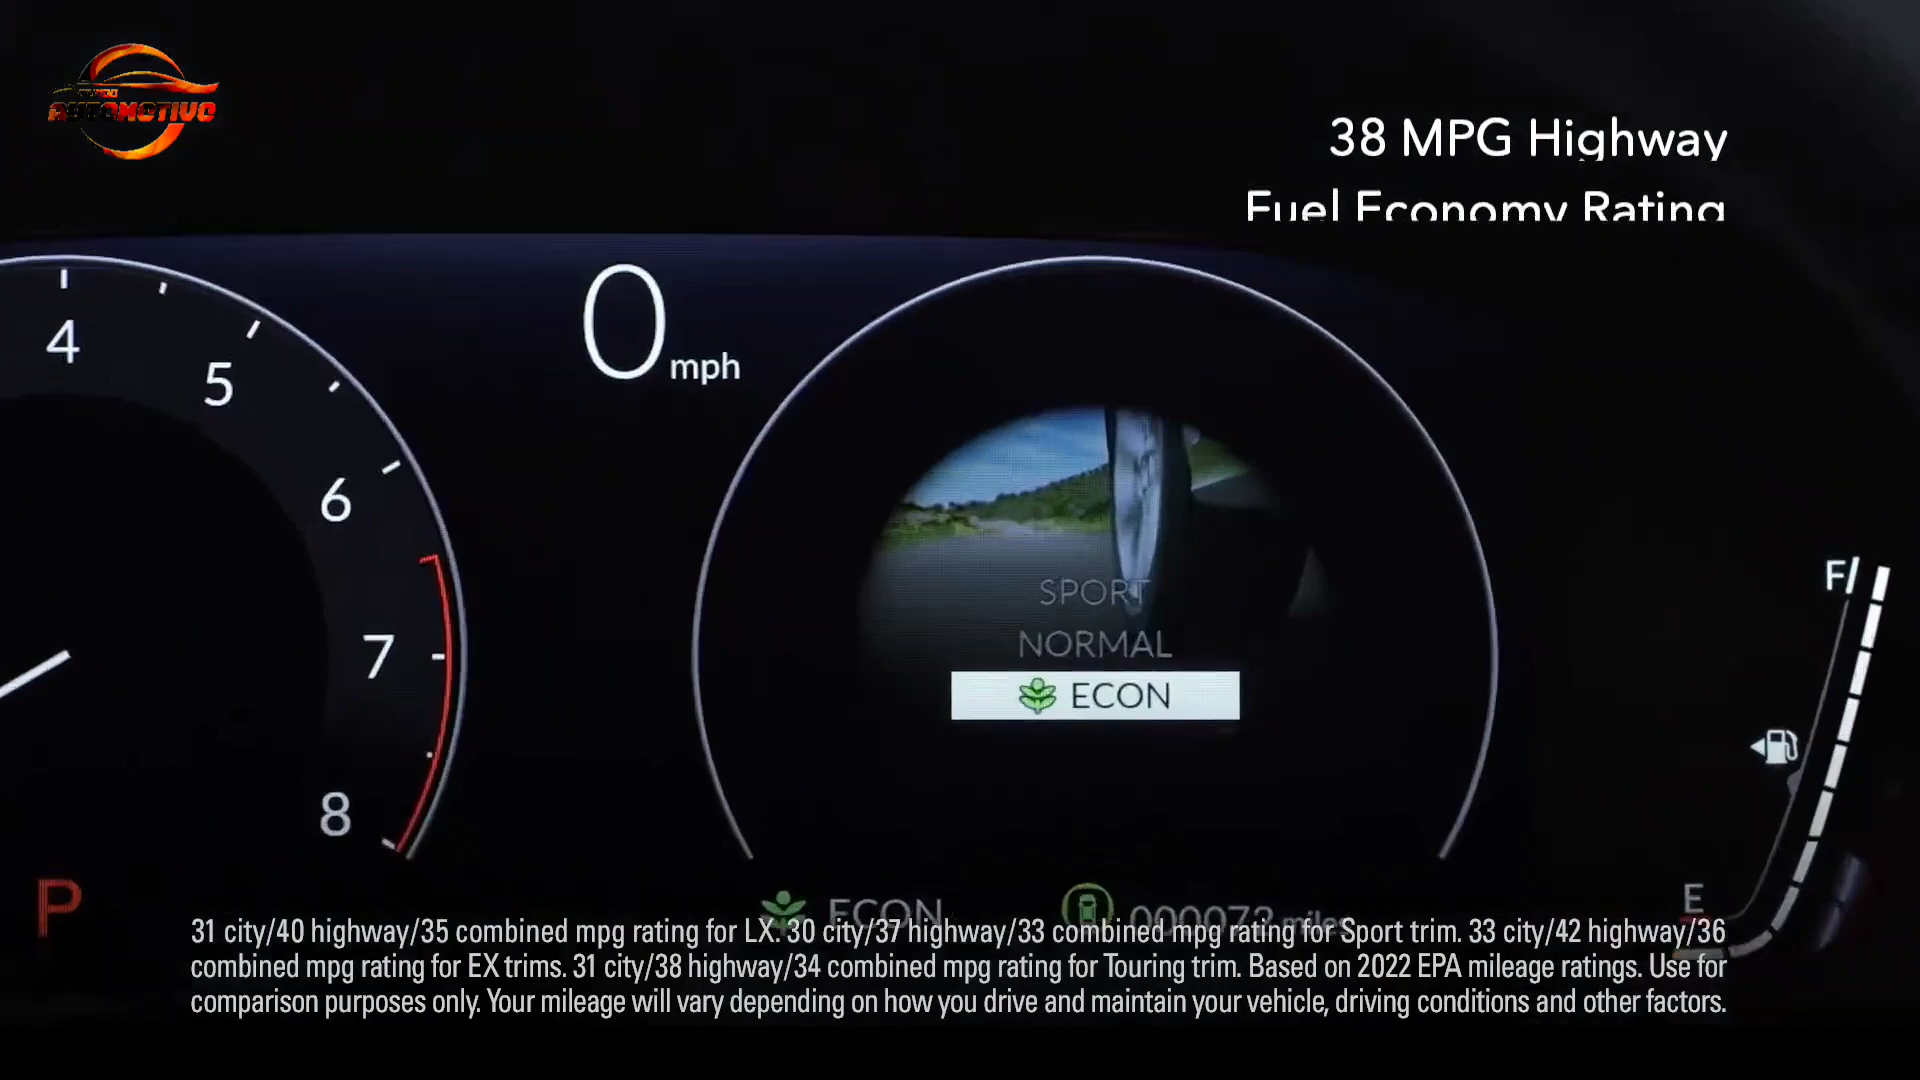 AUTOMOTIVO
38 MPG Highway
Fuel Economy Rating
0 mph
4
5
6
7
8
SPORT
NORMAL
ECON
F
E
P
ECON
000072 miles
31 city/40 highway/35 combined mpg rating for LX. 30 city/37 highway/33 combined mpg rating for Sport trim. 33 city/42 highway/36
combined mpg rating for EX trims. 31 city/38 highway/34 combined mpg rating for Touring trim. Based on 2022 EPA mileage ratings. Use for
comparison purposes only. Your mileage will vary depending on how you drive and maintain your vehicle, driving conditions and other factors.